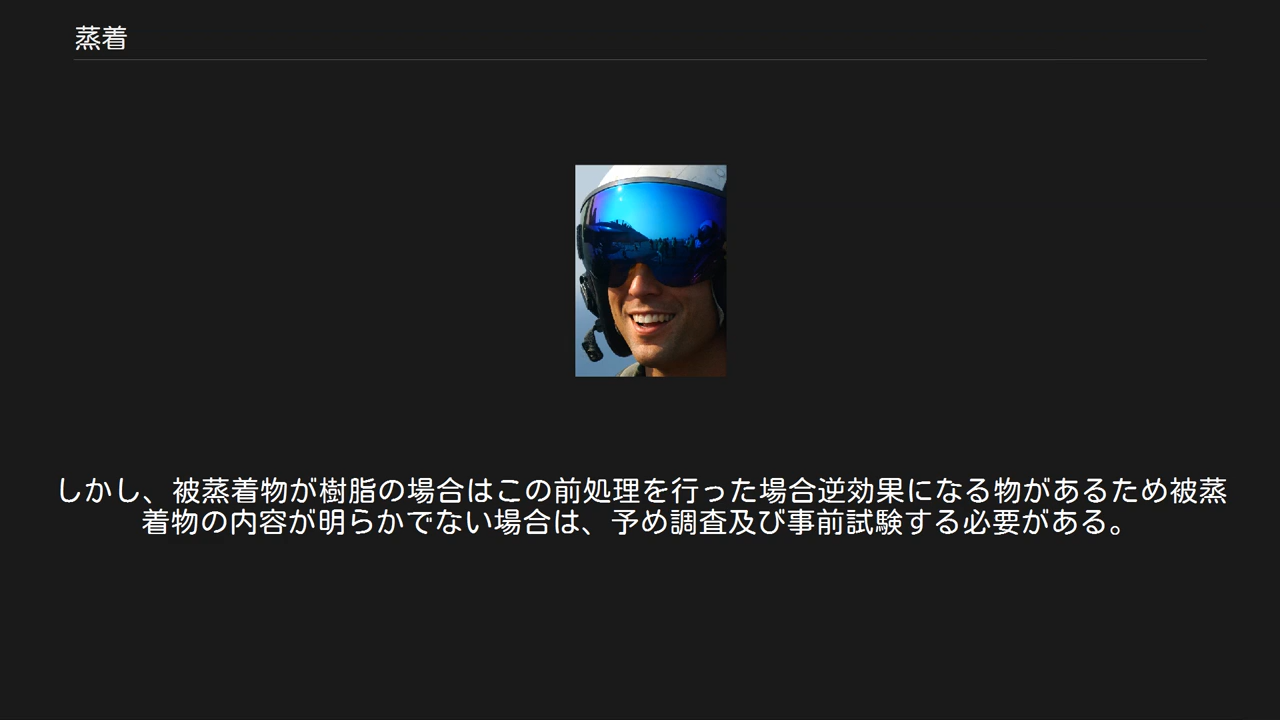 蒸着
しかし、被蒸着物が樹脂の場合はこの前処理を行った場合逆効果になる物があるため被蒸
着物の内容が明らかでない場合は、予め調査及び事前試験する必要がある。